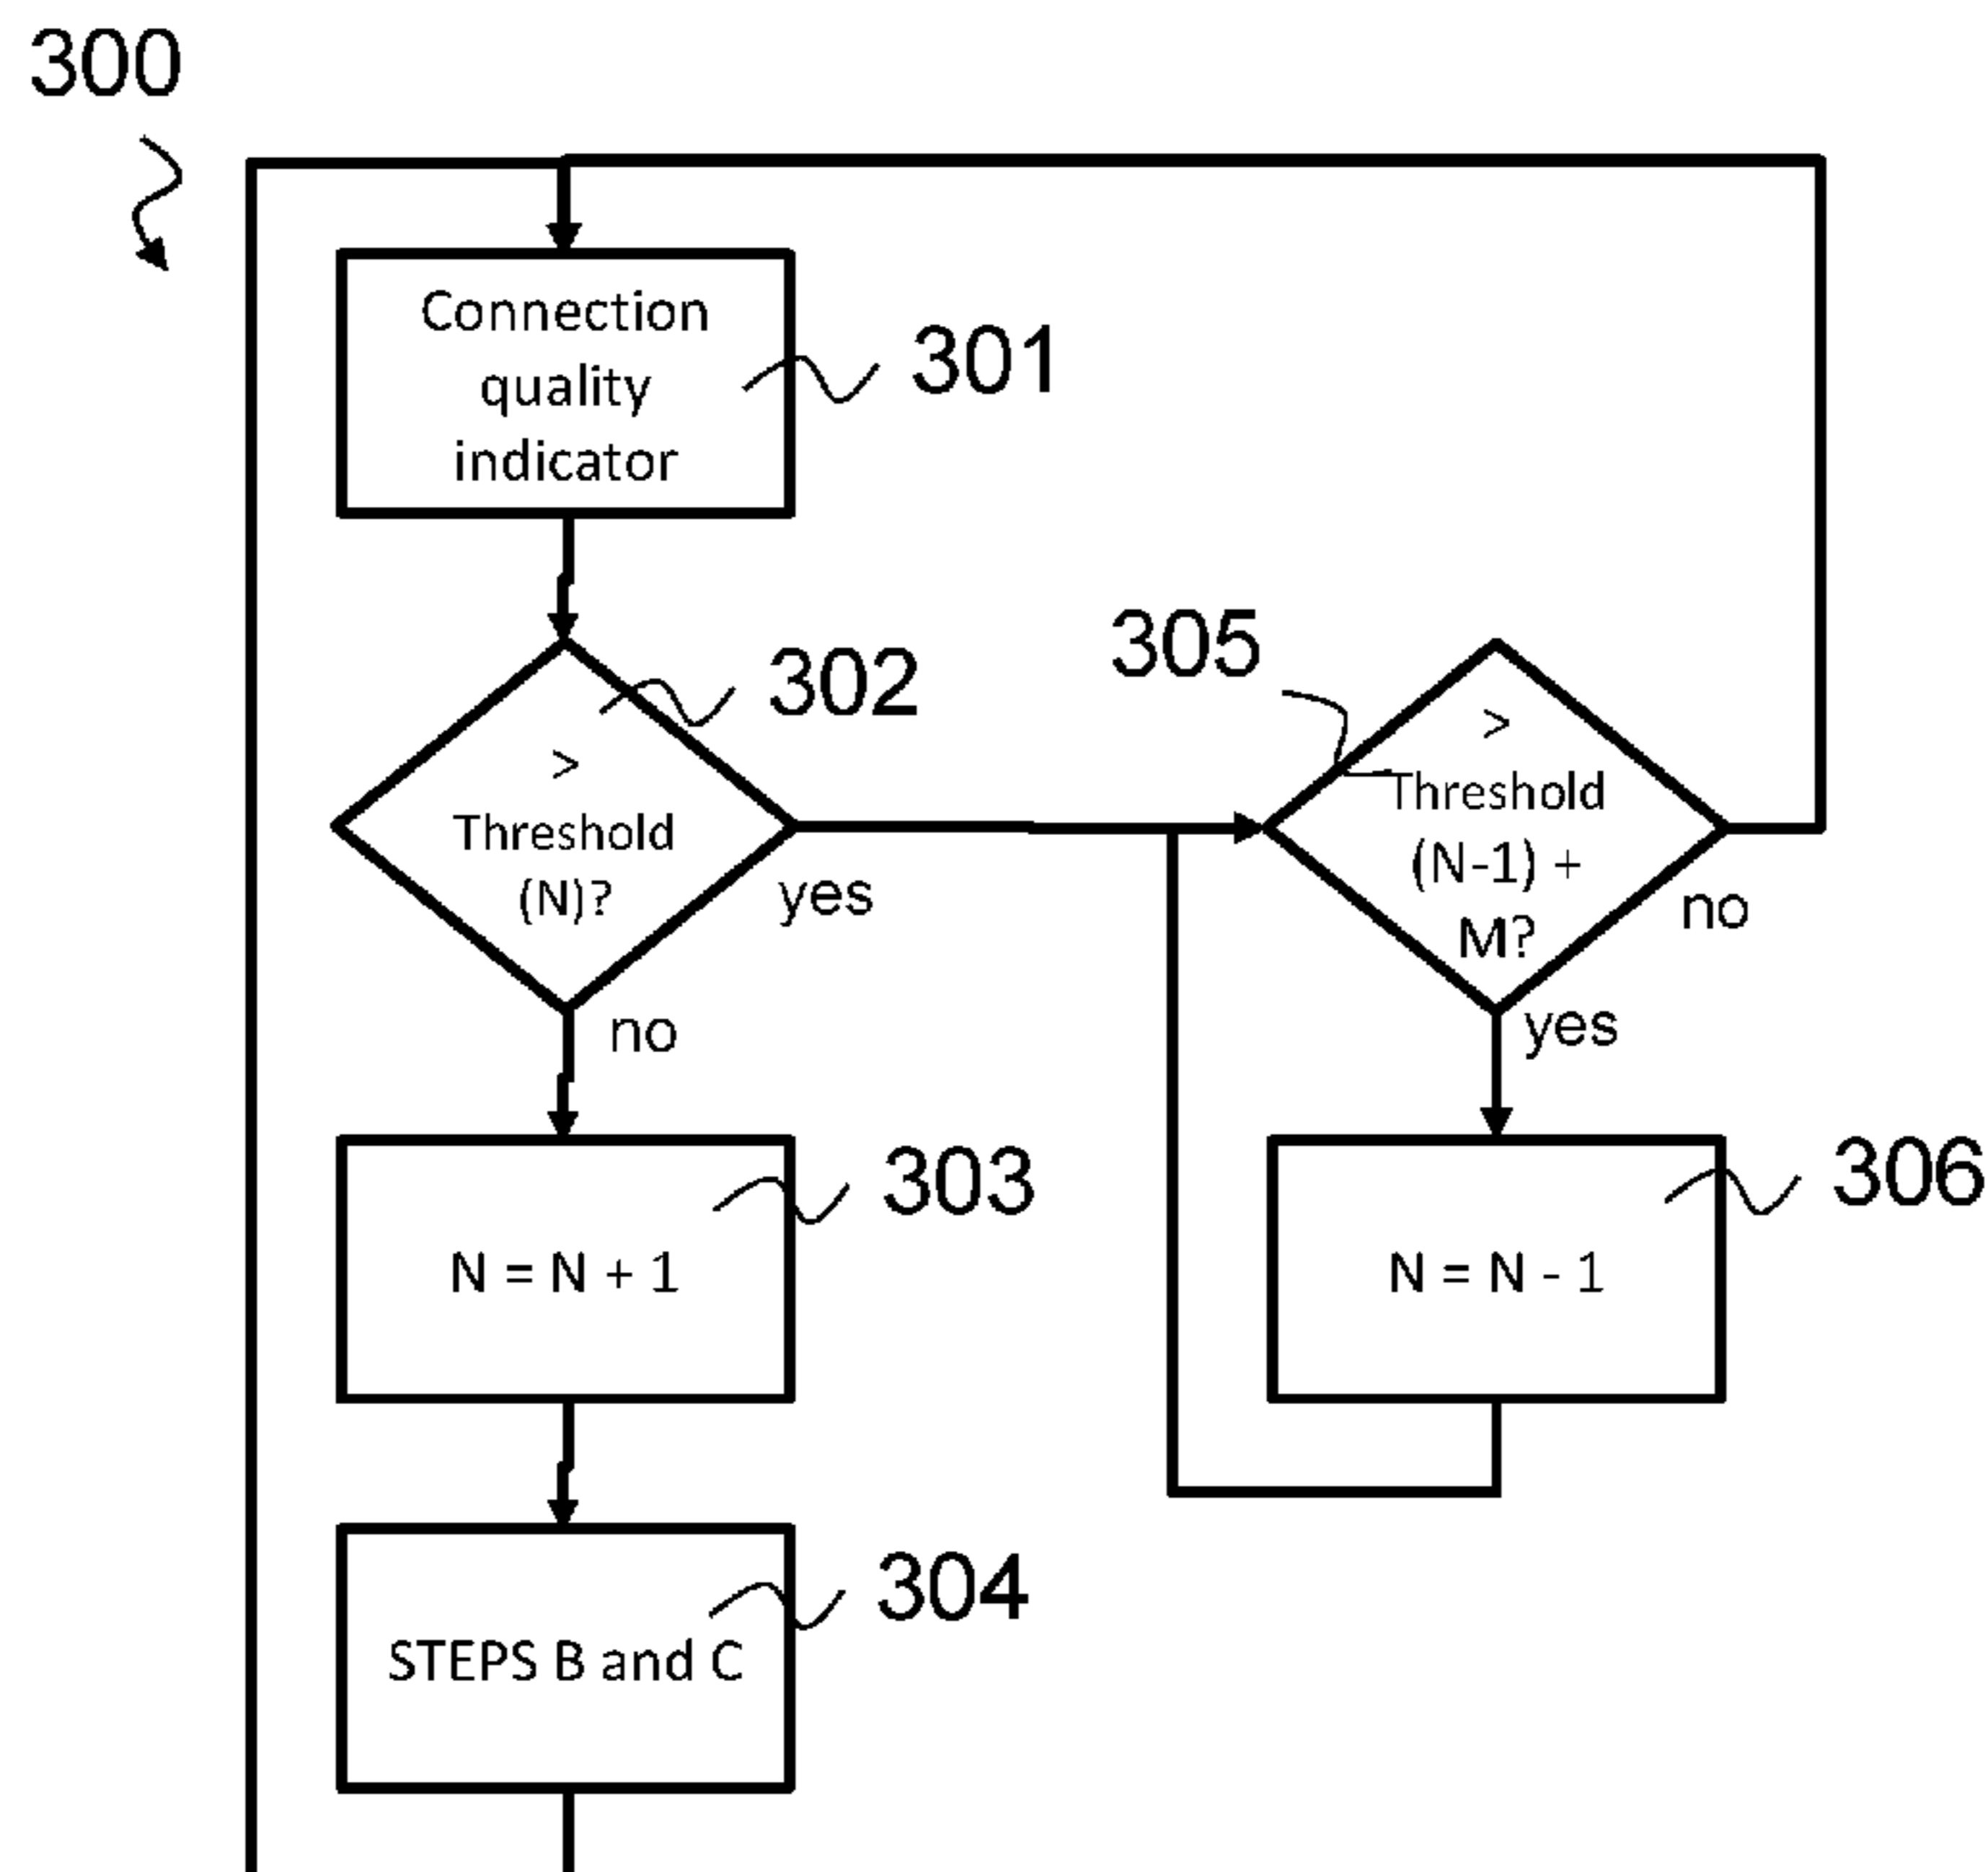 300
Connection
quality
indicator
301
302
>
Threshold
(N)?
yes
no
305
>
Threshold
(N-1) +
M?
no
yes
303
N = N + 1
306
N = N - 1
304
STEPS B and C